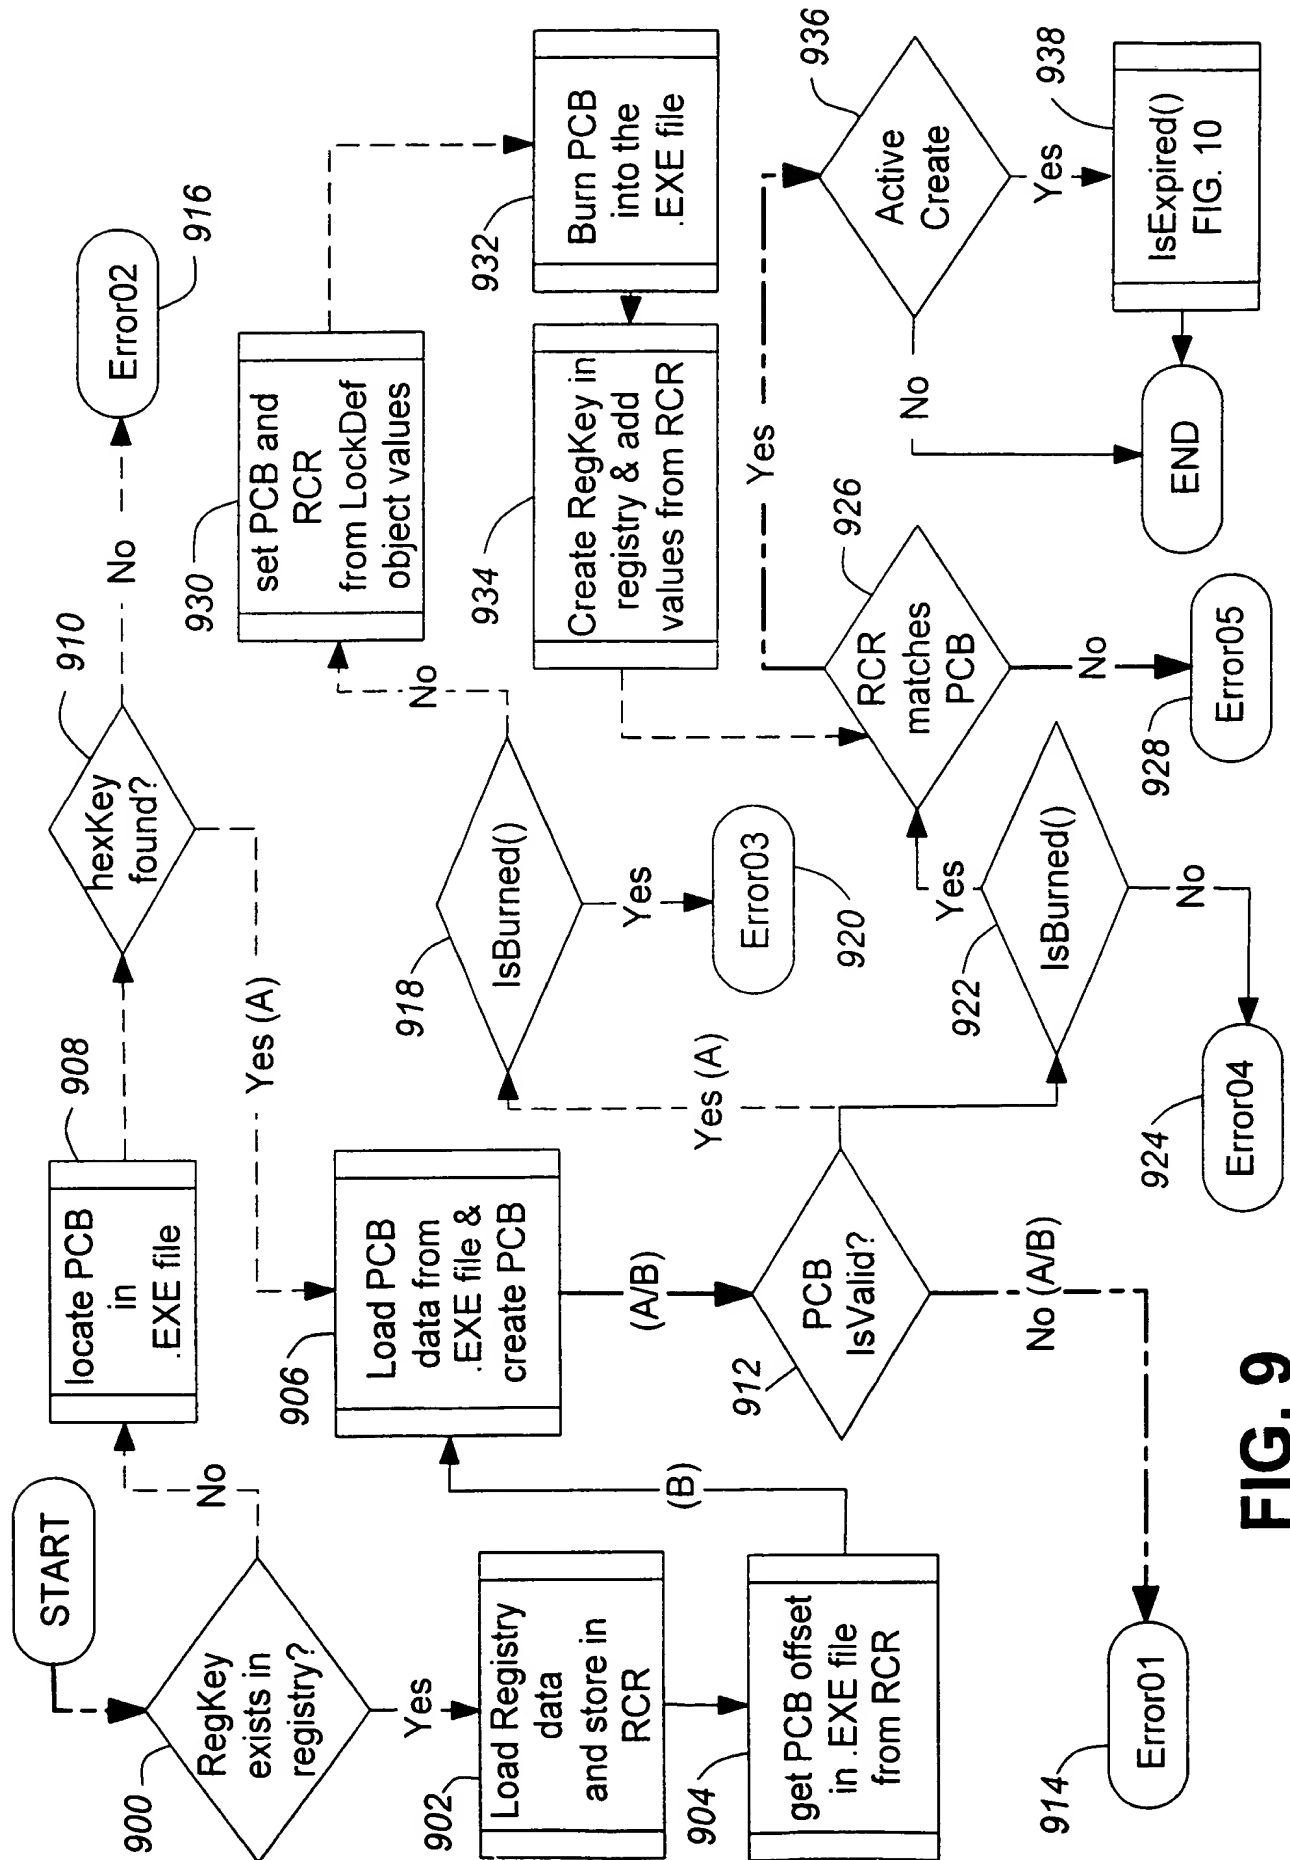 START
900
RegKey
exists in
registry?
No
Yes
902
Load Registry
data
and store in
RCR
904
get PCB offset
in .EXE file
from RCR
(B)
908
locate PCB
in
.EXE file
910
hexKey
found?
No
Error02
916
Yes (A)
906
Load PCB
data from
.EXE file &
create PCB
(A/B)
912
PCB
IsValid?
No (A/B)
914
Error01
Yes (A)
918
IsBurned()
No
Yes
Error03
920
922
IsBurned()
Yes
No
924
Error04
930
set PCB and
RCR
from LockDef
object values
932
Burn PCB
into the
.EXE file
934
Create RegKey in
registry & add
values from RCR
926
RCR
matches
PCB
Yes
No
928
Error05
936
Active
Create
No
Yes
938
IsExpired()
FIG. 10
END
FIG. 9